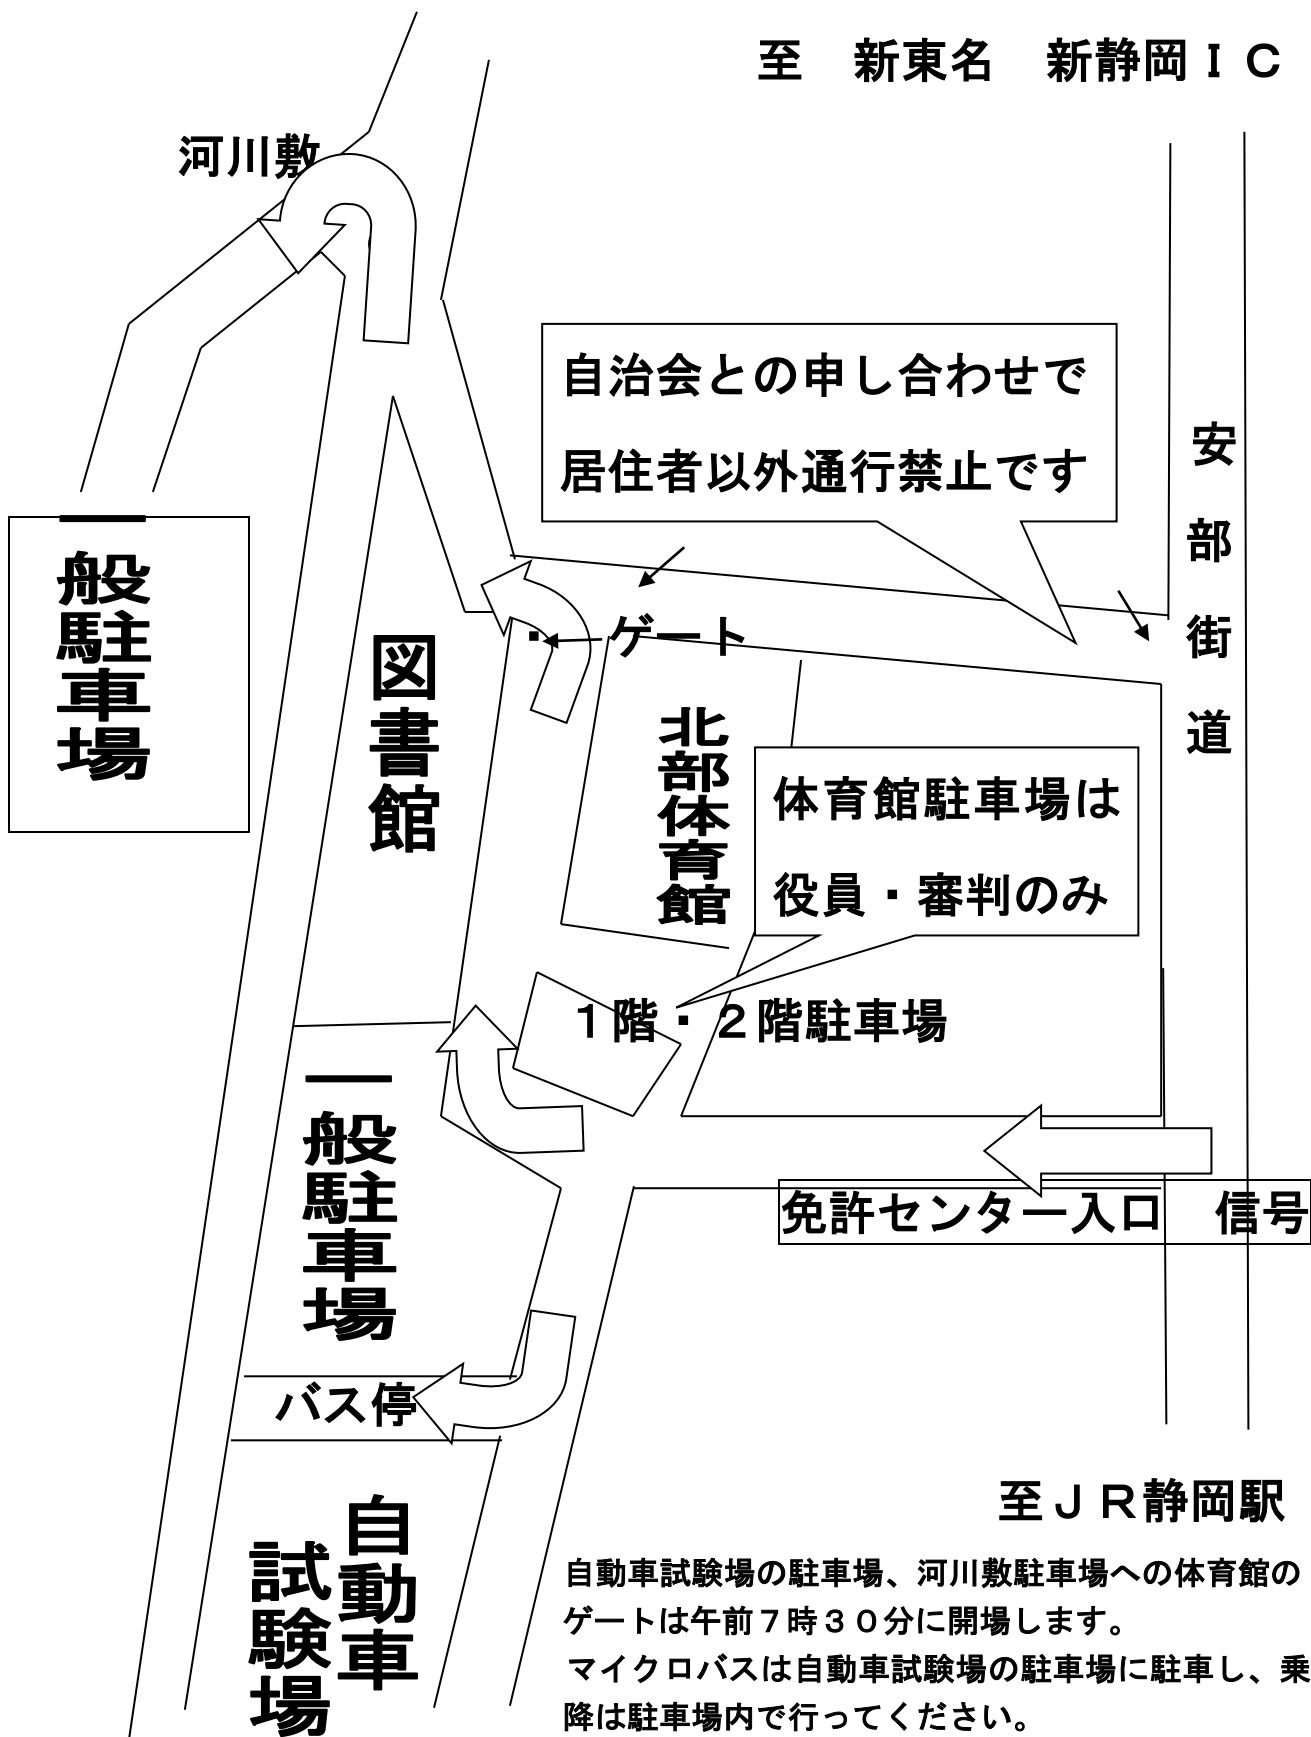 至　新東名　新静岡ＩＣ
河川敷
自治会との申し合わせで
居住者以外通行禁止です
安部街道
一般駐車場
・ ゲート
図書館
北部体育館
体育館駐車場は
役員・審判のみ
１階・２階駐車場
一般駐車場
免許センター入口　信号
バス停
至ＪＲ静岡駅
自動車
試験場
自動車試験場の駐車場、河川敷駐車場への体育館の
ゲートは午前７時３０分に開場します。
マイクロバスは自動車試験場の駐車場に駐車し、乗
降は駐車場内で行ってください。